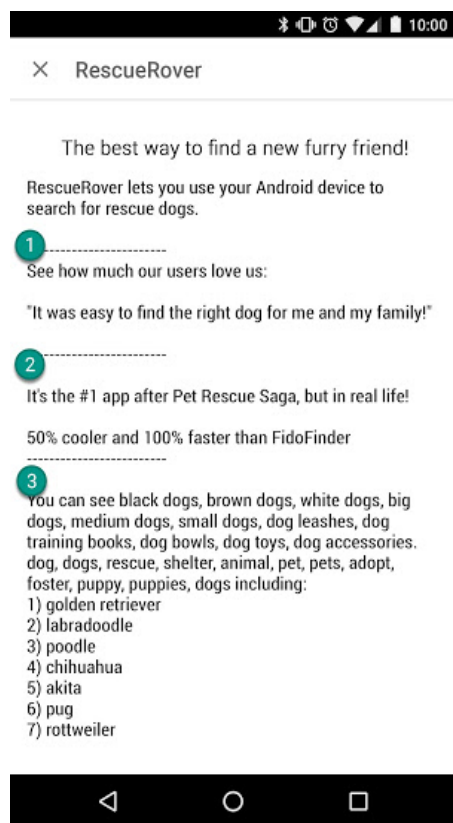 10:00
× RescueRover
The best way to find a new furry friend!
RescueRover lets you use your Android device to
search for rescue dogs.
1 ----------------------
See how much our users love us:
"It was easy to find the right dog for me and my family!"
-------------------------
2
It's the #1 app after Pet Rescue Saga, but in real life!
50% cooler and 100% faster than FidoFinder
-------------------------
3
You can see black dogs, brown dogs, white dogs, big
dogs, medium dogs, small dogs, dog leashes, dog
training books, dog bowls, dog toys, dog accessories.
dog, dogs, rescue, shelter, animal, pet, pets, adopt,
foster, puppy, puppies, dogs including:
1) golden retriever
2) labradoodle
3) poodle
4) chihuahua
5) akita
6) pug
7) rottweiler